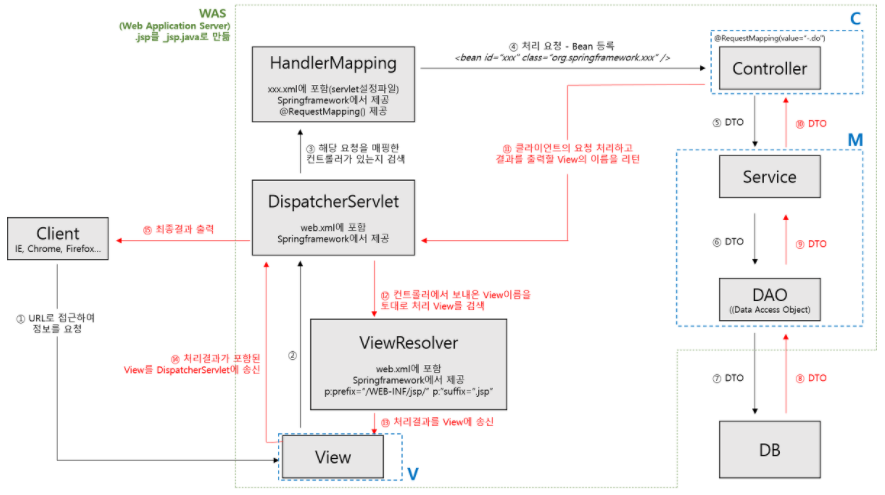 WAS
(Web Application Server)
.jsp를 _jsp.java로 만듦
C
@RequestMapping(value="-.do")
Controller
HandlerMapping
xxx.xml에 포함(servlet설정파일)
Springframework에서 제공
@RequestMapping() 제공
④ 처리 요청 - Bean 등록
<bean id="xxx" class="org.springframework.xxx" />
⑤ DTO
⑩ DTO
③ 해당 요청을 매핑한
컨트롤러가 있는지 검색
⑪ 클라이언트의 요청 처리하고
결과를 출력할 View의 이름을 리턴
M
Service
DispatcherServlet
web.xml에 포함
Springframework에서 제공
Client
IE, Chrome, Firefox...
⑮ 최종결과 출력
⑥ DTO
⑨ DTO
DAO
((Data Access Object)
① URL로 접근하여
정보를 요청
⑫ 컨트롤러에서 보내온 View이름을
토대로 처리 View를 검색
ViewResolver
web.xml에 포함
Springframework에서 제공
p:prefix="/WEB-INF/jsp/" p:"suffix=".jsp"
⑭ 처리결과가 포함된
View를 DispatcherServlet에 송신
②
⑦ DTO
⑧ DTO
⑬ 처리결과를 View에 송신
View
V
DB